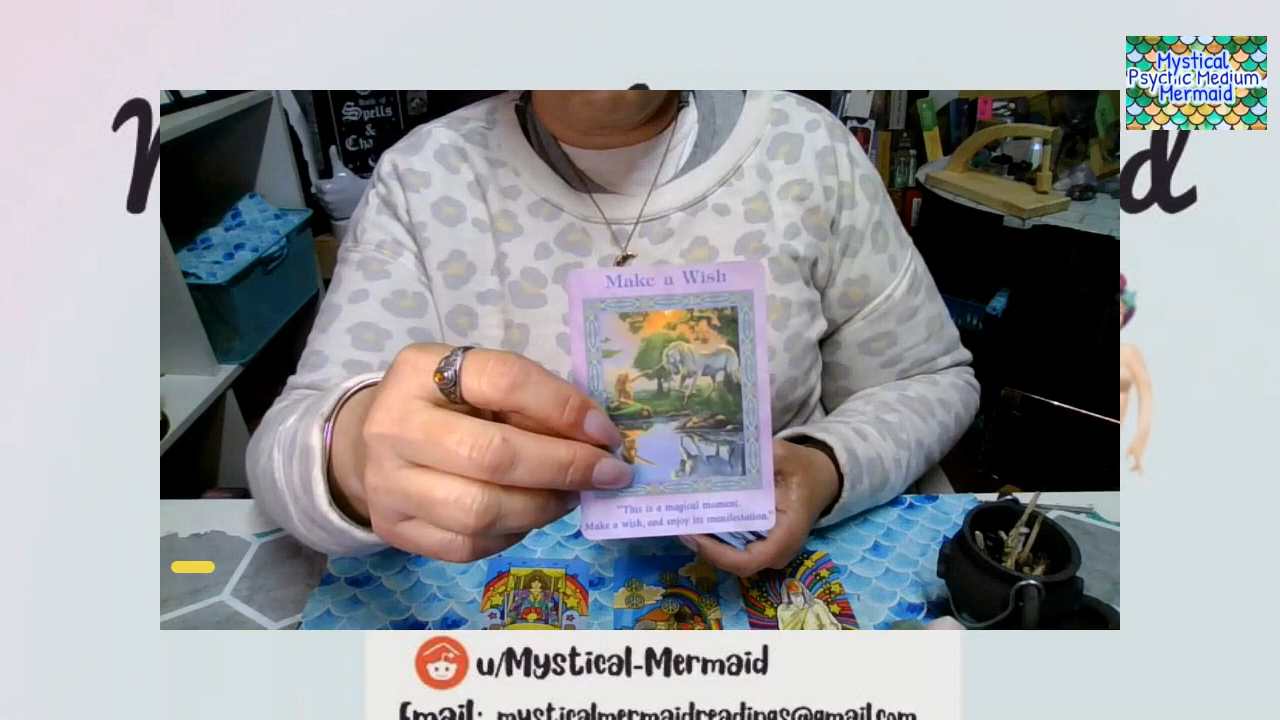 Mystical
Psychic Medium
Mermaid
Spells
&
Make a Wish
"This is a magical moment.
Make a wish, and enjoy its manifestation."
u/Mystical-Mermaid
Email: mysticalmermaidreadings@gmail.com